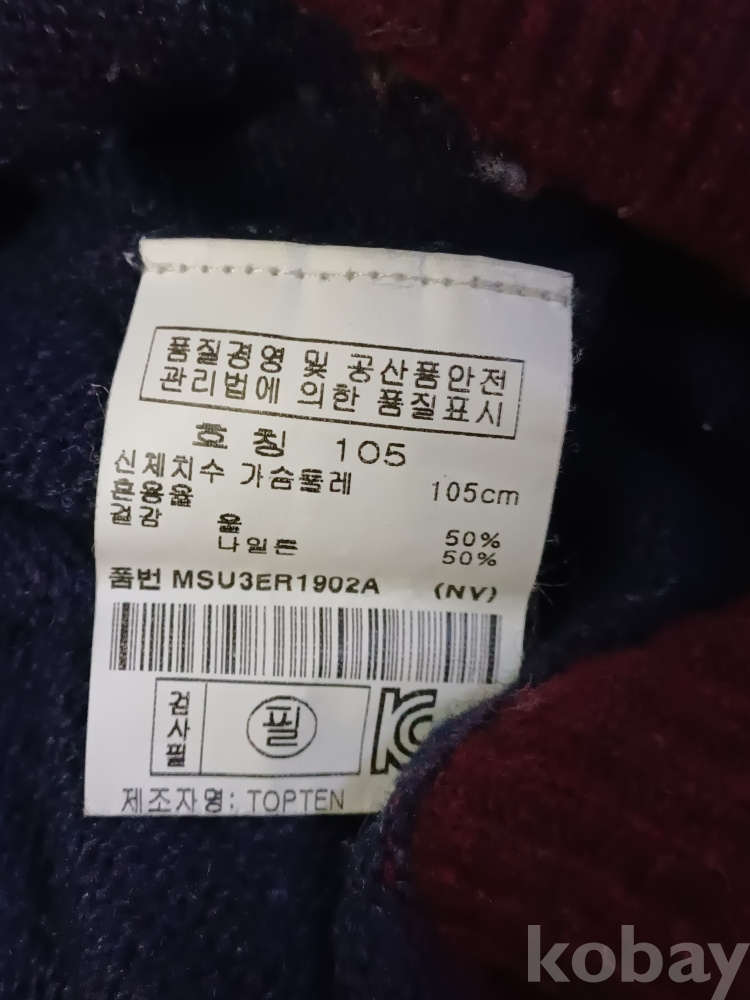 품질경영 및 공산품안전
관리법에 의한 품질표시
호칭 105
신체치수 가슴둘레 105cm
혼용율
겉감 울 50%
나일론 50%
품번 MSU3ER1902A (NV)
검사필 필
KC
제조자명: TOPTEN
kobay